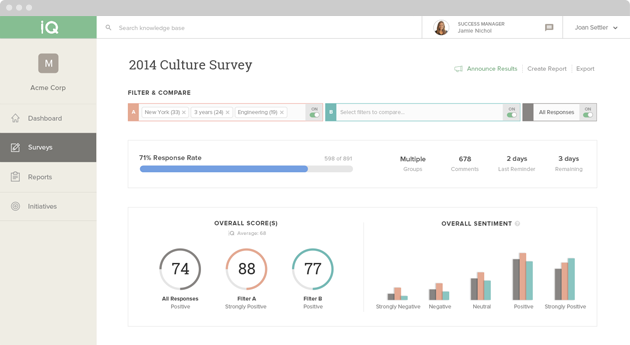 iQ
Search knowledge base
SUCCESS MANAGER
Jamie Nichol
Joan Settler
M
Acme Corp
Dashboard
Surveys
Reports
Initiatives
2014 Culture Survey
Announce Results
Create Report
Export
FILTER & COMPARE
A
New York (33) ×
3 years (24) ×
Engineering (19) ×
ON
B
Select filters to compare...
ON
All Responses
ON
71% Response Rate
598 of 891
Multiple
Groups
678
Comments
2 days
Last Reminder
3 days
Remaining
OVERALL SCORE(S)
iQ Average 68
74
88
77
All Responses
Positive
Filter A
Strongly Positive
Filter B
Positive
OVERALL SENTIMENT
Strongly Negative
Negative
Neutral
Positive
Strongly Positive